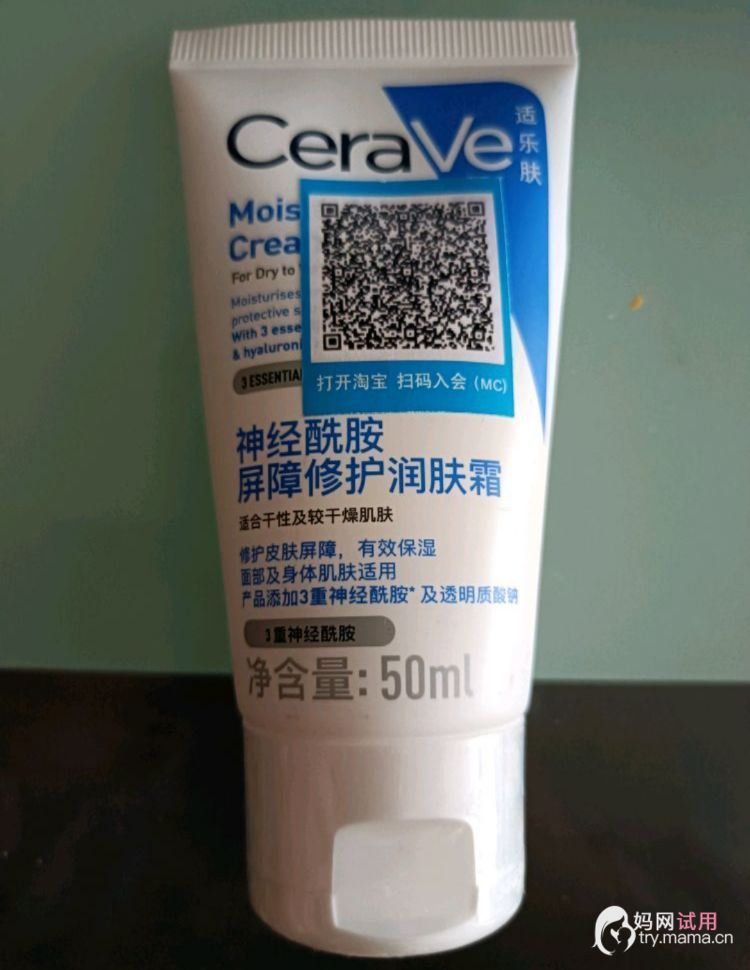 CeraVe
适乐肤
Mois
Crea
For Dry to
Moisturises
protective s
With 3 esse
& hyaluroni
3 ESSENTIA
打开淘宝 扫码入会 (MC)
神经酰胺
屏障修护润肤霜
适合干性及较干燥肌肤
修护皮肤屏障，有效保湿
面部及身体肌肤适用
产品添加3重神经酰胺* 及透明质酸钠
3重神经酰胺
净含量: 50ml
妈网试用
try.mama.cn